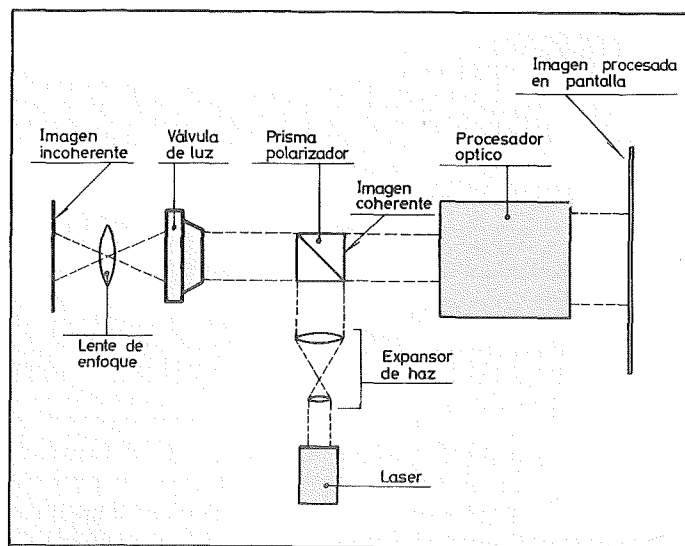 Imagen procesada
en pantalla
Imagen
incoherente
Válvula
de luz
Prisma
polarizador
Procesador
optico
Imagen
coherente
Lente de
enfoque
Expansor
de haz
Laser